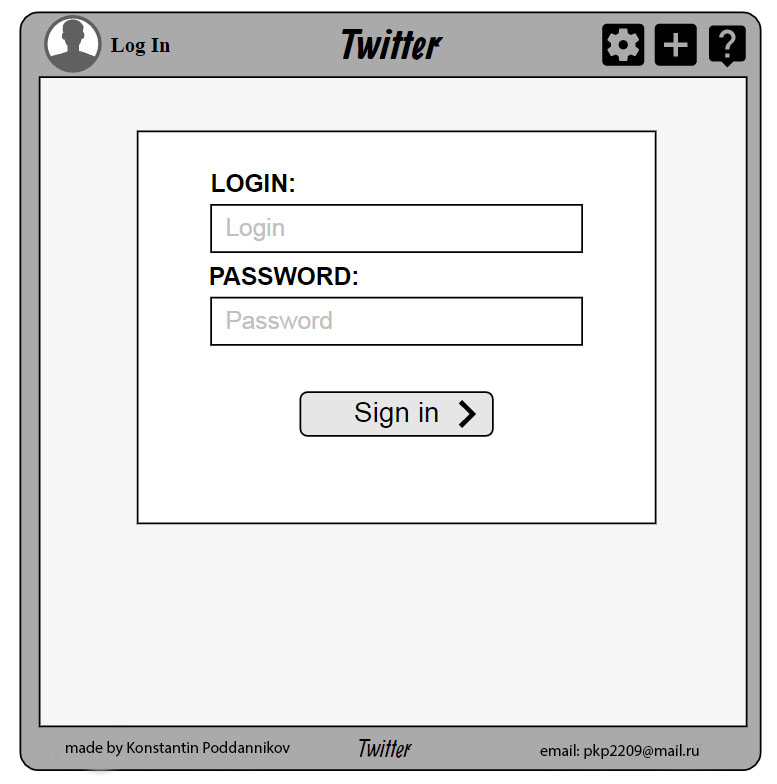 Log In
Twitter
?
LOGIN:
Login
PASSWORD:
Password
Sign in
made by Konstantin Poddannikov
Twitter
email: pkp2209@mail.ru